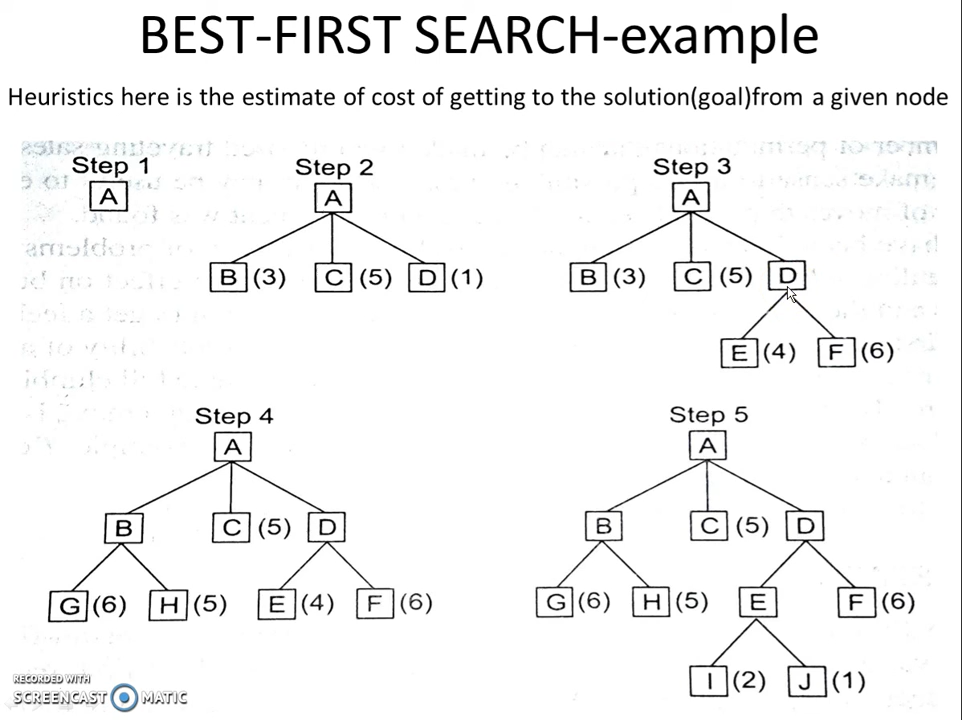 BEST-FIRST SEARCH-example
Heuristics here is the estimate of cost of getting to the solution(goal)from a given node
Step 1
A
Step 2
A
B (3) C (5) D (1)
Step 3
A
B (3) C (5) D
E (4) F (6)
Step 4
A
B C (5) D
G (6) H (5) E (4) F (6)
Step 5
A
B C (5) D
G (6) H (5) E F (6)
I (2) J (1)
RECORDED WITH
SCREENCAST MATIC